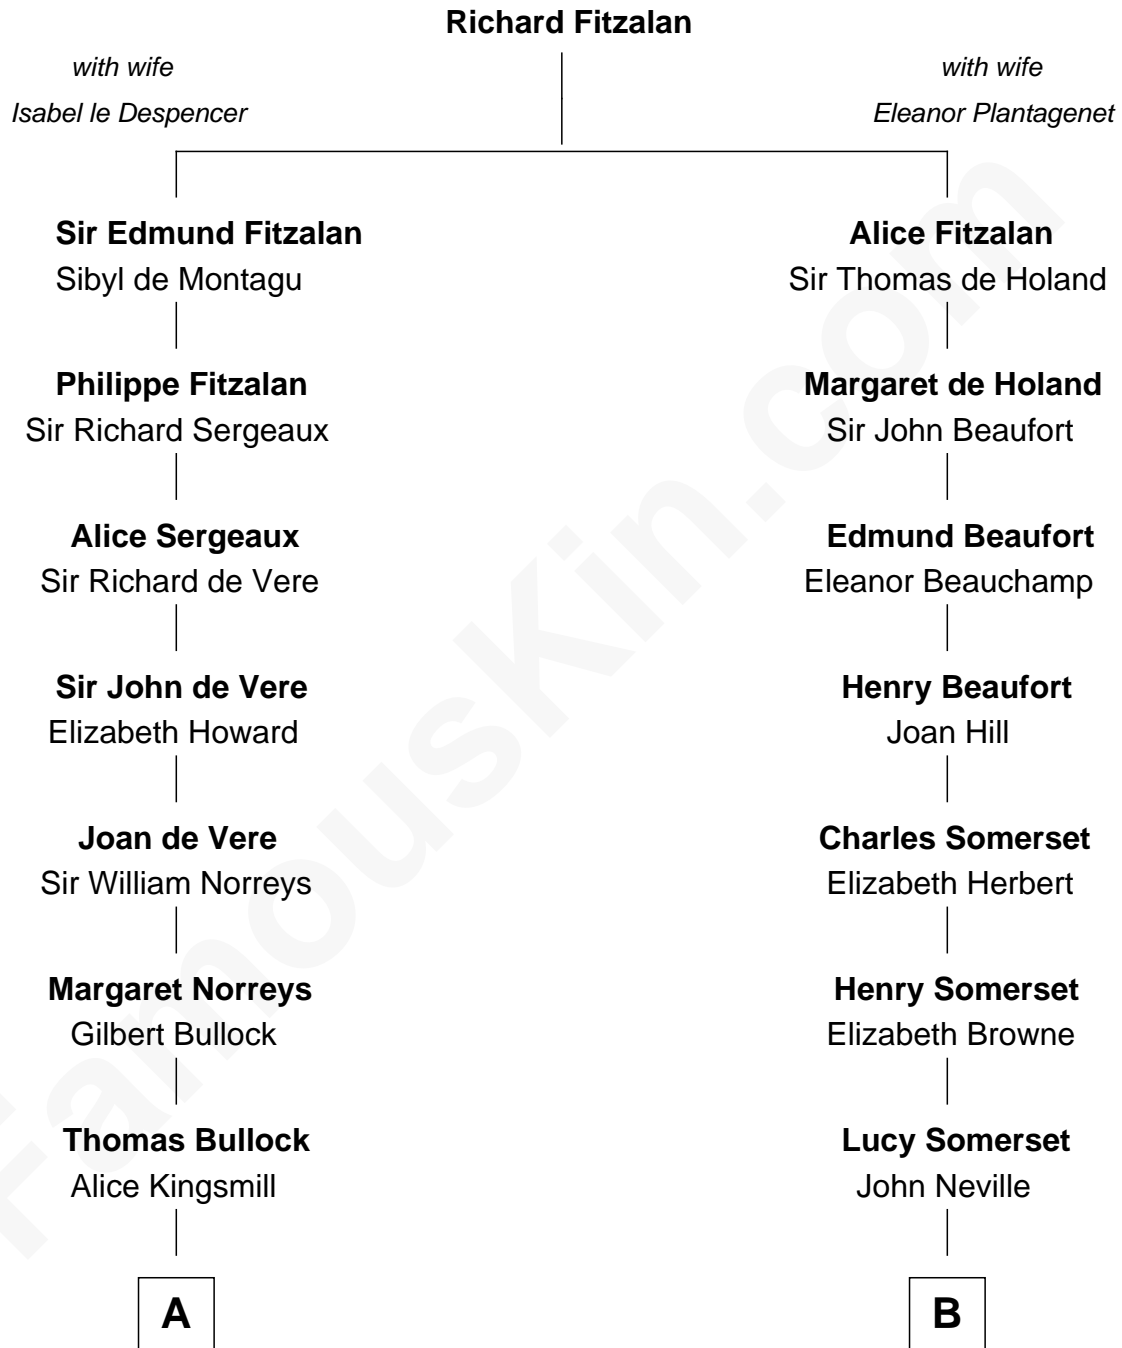 Richard Fitzalan
with wife
Isabel le Despencer
with wife
Eleanor Plantagenet
Sir Edmund Fitzalan
Sibyl de Montagu
Alice Fitzalan
Sir Thomas de Holand
Philippe Fitzalan
Sir Richard Sergeaux
Margaret de Holand
Sir John Beaufort
Alice Sergeaux
Sir Richard de Vere
Edmund Beaufort
Eleanor Beauchamp
Sir John de Vere
Elizabeth Howard
Henry Beaufort
Joan Hill
Joan de Vere
Sir William Norreys
Charles Somerset
Elizabeth Herbert
Margaret Norreys
Gilbert Bullock
Henry Somerset
Elizabeth Browne
Thomas Bullock
Alice Kingsmill
Lucy Somerset
John Neville
A
B
FamousKin.com